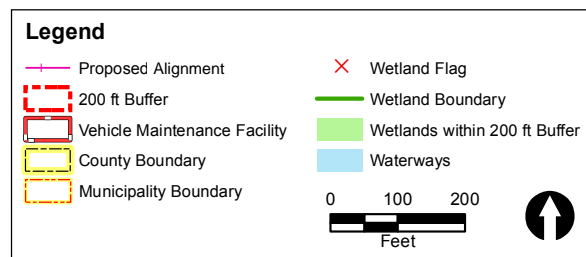 Legend
Proposed Alignment
200 ft Buffer
Vehicle Maintenance Facility
County Boundary
Municipality Boundary
Wetland Flag
Wetland Boundary
Wetlands within 200 ft Buffer
Waterways
0 100 200
Feet